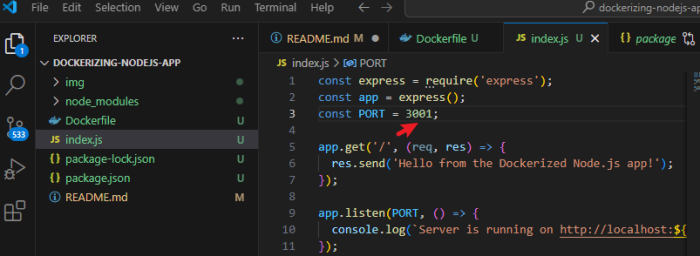 File Edit Selection View Go Run Terminal Help
dockerizing-nodejs-app
EXPLORER
README.md M
Dockerfile U
JS index.js U
{} package
DOCKERIZING-NODEJS-APP
JS index.js > PORT
> img
> node_modules
Dockerfile U
JS index.js U
{} package-lock.json U
{} package.json U
README.md M
533
1 const express = require('express');
2 const app = express();
3 const PORT = 3001;
4
5 app.get('/', (req, res) => {
6 res.send('Hello from the Dockerized Node.js app!');
7 });
8
9 app.listen(PORT, () => {
10 console.log(`Server is running on http://localhost:${
11 });